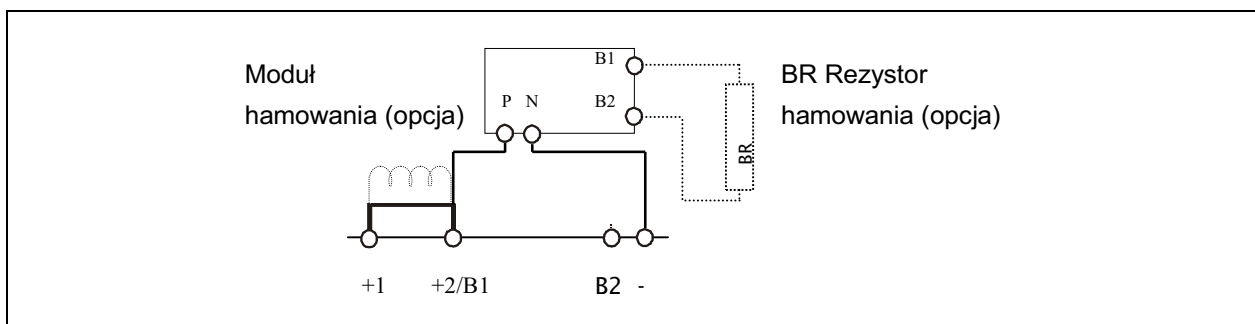 Moduł
hamowania (opcja)
B1
P N
B2
BR Rezystor
hamowania (opcja)
BR
+1 +2/B1 B2 -